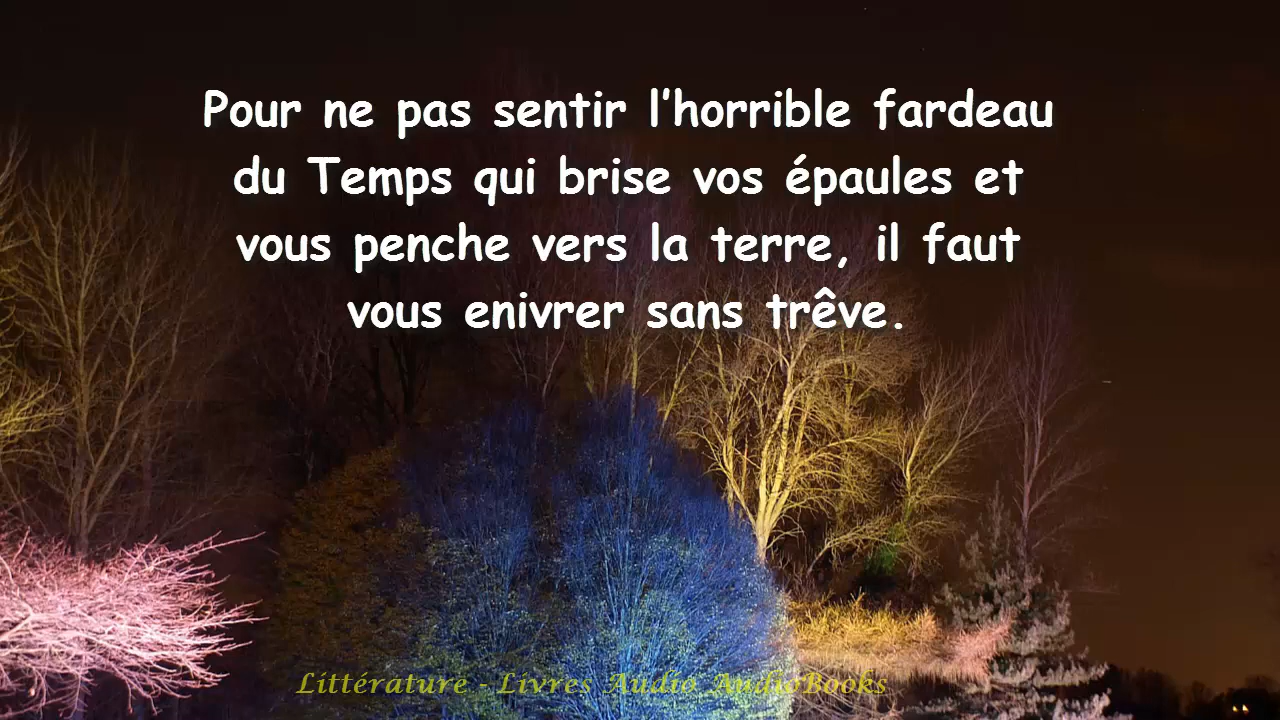 Pour ne pas sentir l'horrible fardeau
du Temps qui brise vos épaules et
vous penche vers la terre, il faut
vous enivrer sans trêve.
Littérature - Livres Audio AudioBooks